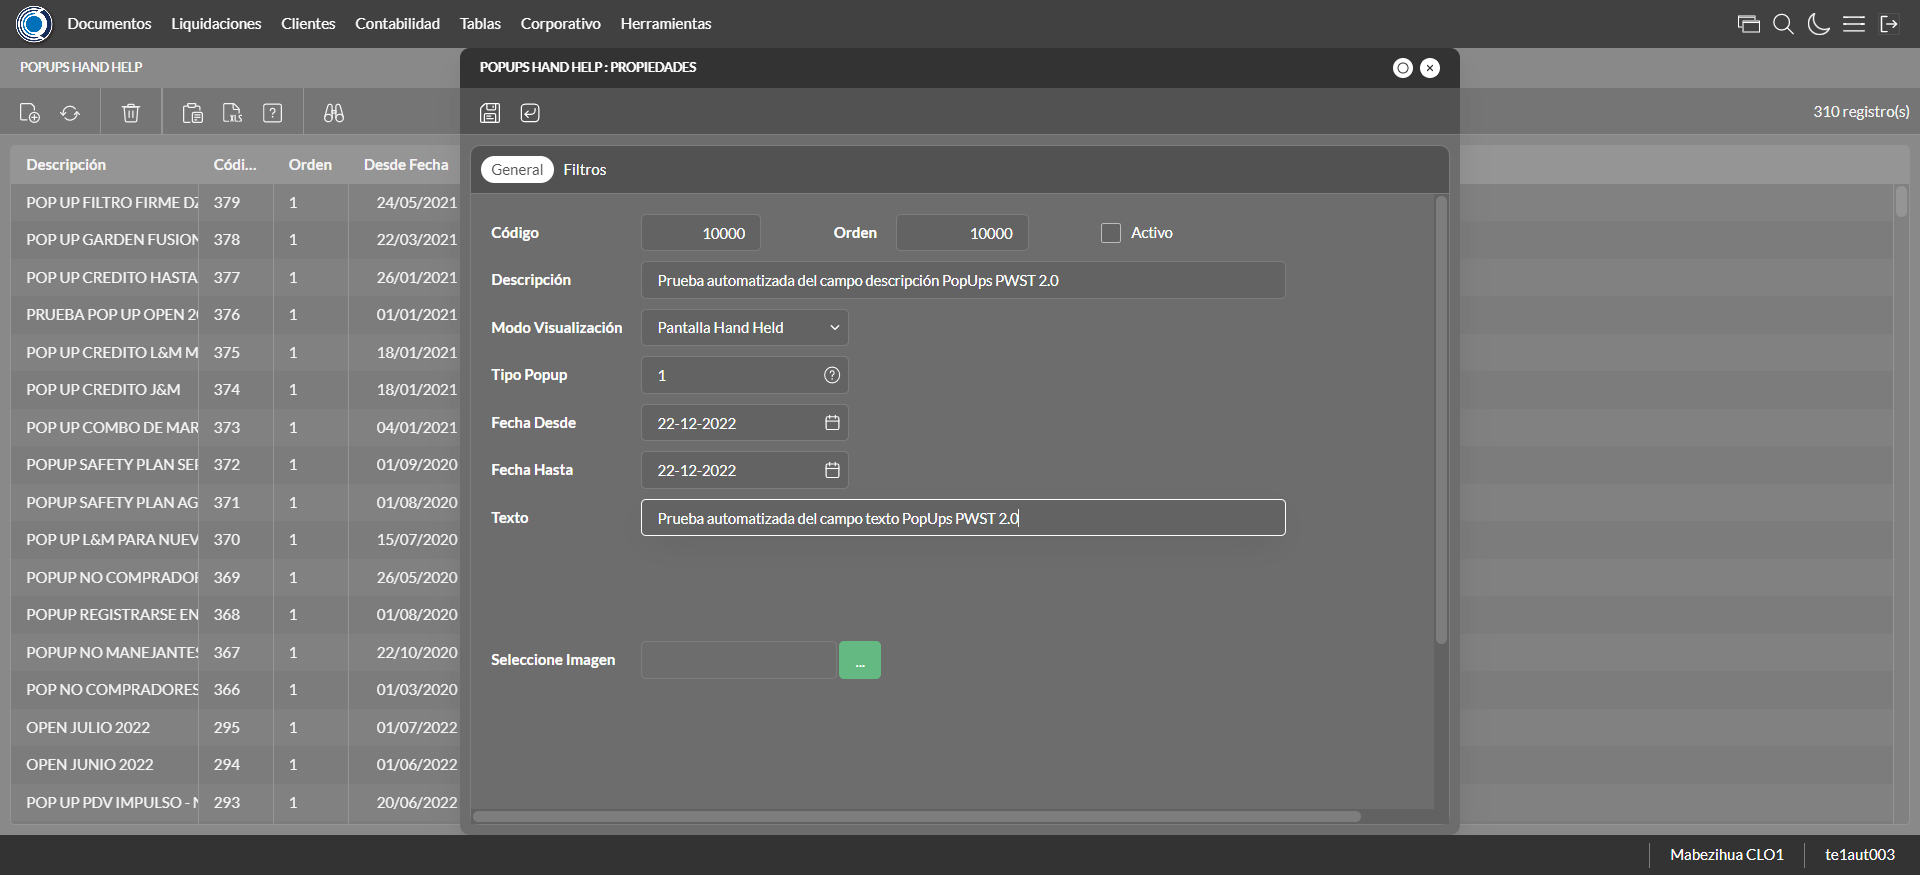 Documentos Liquidaciones Clientes Contabilidad Tablas Corporativo Herramientas
POPUPS HAND HELP
POPUPS HAND HELP : PROPIEDADES
XLS
?
310 registro(s)
Descripción Códi... Orden Desde Fecha
POP UP FILTRO FIRME DZ 379 1 24/05/2021
POP UP GARDEN FUSION 378 1 22/03/2021
POP UP CREDITO HASTA 377 1 26/01/2021
PRUEBA POP UP OPEN 20 376 1 01/01/2021
POP UP CREDITO L&M M 375 1 18/01/2021
POP UP CREDITO J&M 374 1 18/01/2021
POP UP COMBO DE MAR 373 1 04/01/2021
POPUP SAFETY PLAN SER 372 1 01/09/2020
POPUP SAFETY PLAN AG 371 1 01/08/2020
POP UP L&M PARA NUEV 370 1 15/07/2020
POPUP NO COMPRADOR 369 1 26/05/2020
POPUP REGISTRARSE EN 368 1 01/08/2020
POPUP NO MANEJANTES 367 1 22/10/2020
POP NO COMPRADORES 366 1 01/03/2020
OPEN JULIO 2022 295 1 01/07/2022
OPEN JUNIO 2022 294 1 01/06/2022
POP UP PDV IMPULSO - N 293 1 20/06/2022
General Filtros
Código 10000 Orden 10000 Activo
Descripción Prueba automatizada del campo descripción PopUps PWST 2.0
Modo Visualización Pantalla Hand Held
Tipo Popup 1 ?
Fecha Desde 22-12-2022
Fecha Hasta 22-12-2022
Texto Prueba automatizada del campo texto PopUps PWST 2.0
Seleccione Imagen ...
Mabezihua CLO1 te1aut003